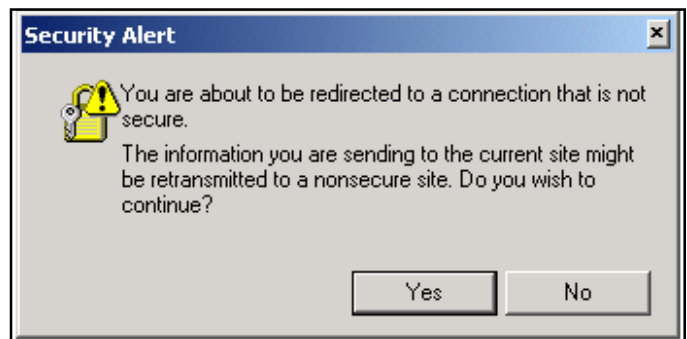 Security Alert
You are about to be redirected to a connection that is not
secure.
The information you are sending to the current site might
be retransmitted to a nonsecure site. Do you wish to
continue?
Yes No